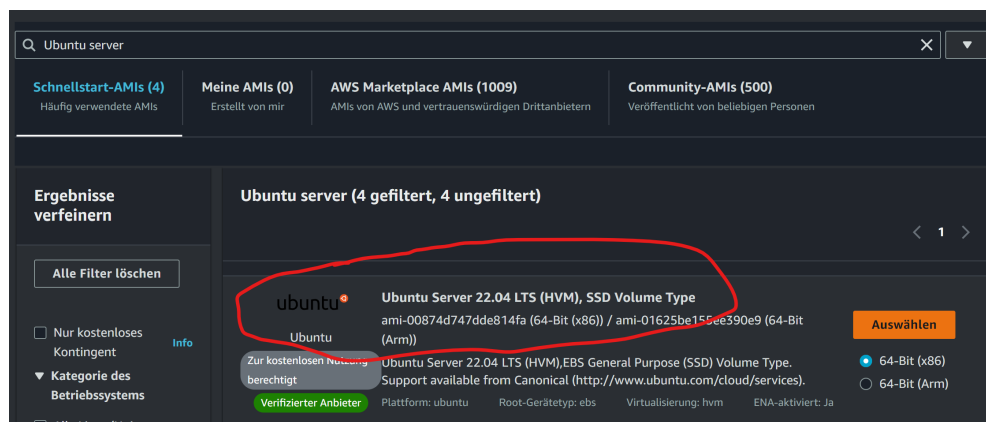 Ubuntu server
Schnellstart-AMIs (4)
Häufig verwendete AMIs
Meine AMIs (0)
Erstellt von mir
AWS Marketplace AMIs (1009)
AMIs von AWS und vertrauenswürdigen Drittanbietern
Community-AMIs (500)
Veröffentlicht von beliebigen Personen
Ergebnisse
verfeinern
Alle Filter löschen
Nur kostenloses
Kontingent
Info
Kategorie des
Betriebssystems
Ubuntu server (4 gefiltert, 4 ungefiltert)
1
ubuntu
Ubuntu
Zur kostenlosen Nutzung
berechtigt
Verifizierter Anbieter
Ubuntu Server 22.04 LTS (HVM), SSD Volume Type
ami-00874d747dde814fa (64-Bit (x86)) / ami-01625be155ee390e9 (64-Bit
(Arm))
Ubuntu Server 22.04 LTS (HVM),EBS General Purpose (SSD) Volume Type.
Support available from Canonical (http://www.ubuntu.com/cloud/services).
Plattform: ubuntu Root-Gerätetyp: ebs Virtualisierung: hvm ENA-aktiviert: Ja
Auswählen
64-Bit (x86)
64-Bit (Arm)